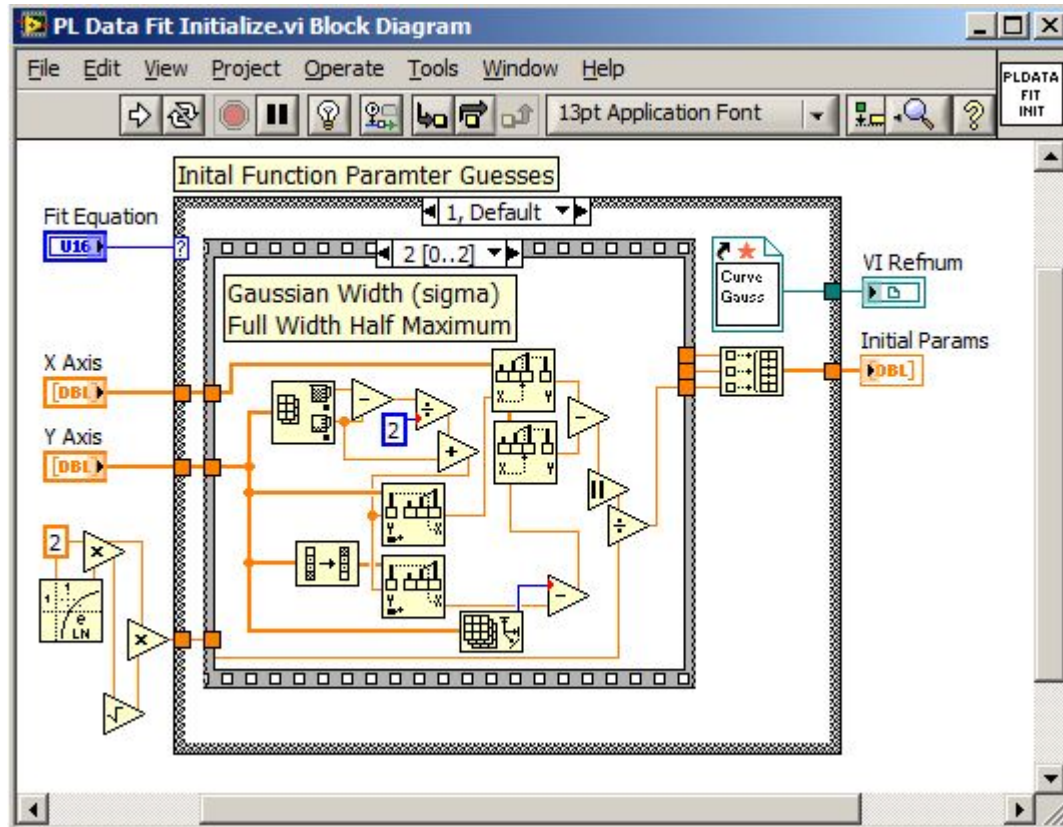 PL Data Fit Initialize.vi Block Diagram
File Edit View Project Operate Tools Window Help
PLDATA
FIT
INIT
13pt Application Font
Inital Function Paramter Guesses
Fit Equation
U16
1, Default
2 [0..2]
Gaussian Width (sigma)
Full Width Half Maximum
Curve
Gauss
VI Refnum
Initial Params
DBL]
X Axis
[DBL]
Y Axis
[DBL]
2
2
1
1
e
LN
X
Y
X
Y
Y
X
Y
X